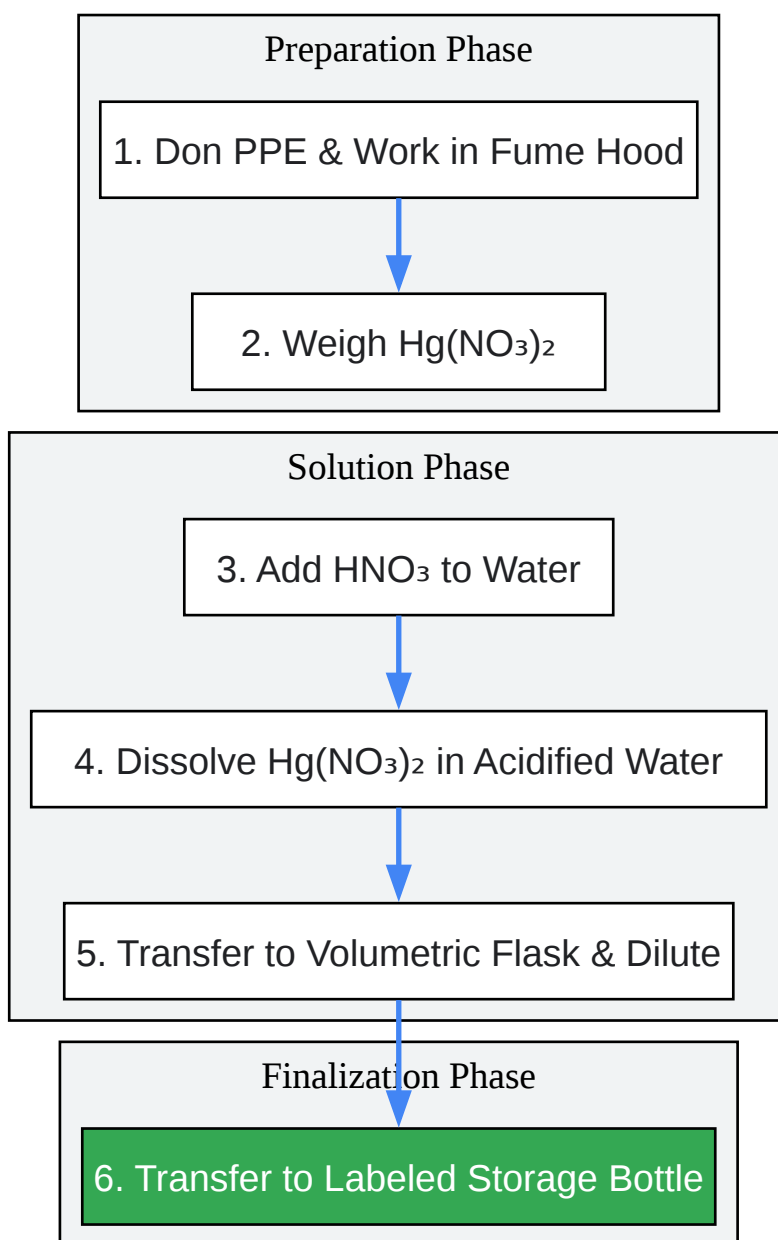 Preparation Phase
1. Don PPE & Work in Fume Hood
2. Weigh Hg(NO₃)₂
Solution Phase
3. Add HNO₃ to Water
4. Dissolve Hg(NO₃)₂ in Acidified Water
5. Transfer to Volumetric Flask & Dilute
Finalization Phase
6. Transfer to Labeled Storage Bottle